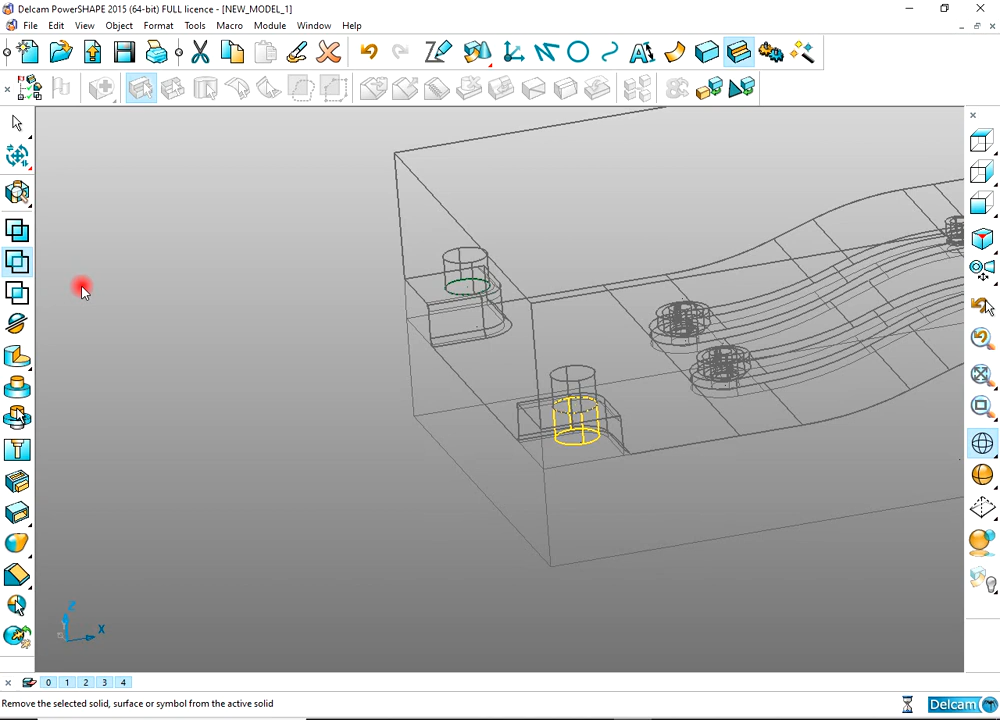 Delcam PowerSHAPE 2015 (64-bit) FULL licence - [NEW_MODEL_1]
File Edit View Object Format Tools Macro Module Window Help
Z
X
0 1 2 3 4
Remove the selected solid, surface or symbol from the active solid
Delcam